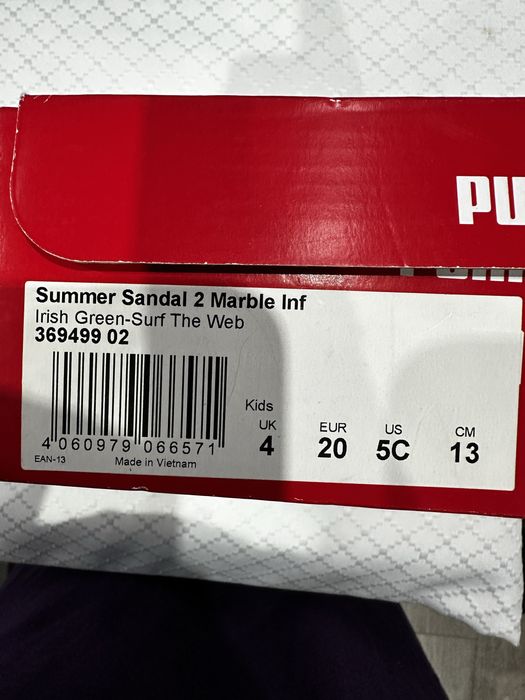 PU
Summer Sandal 2 Marble Inf
Irish Green-Surf The Web
369499 02
Kids
UK EUR US CM
4 20 5C 13
4 060979 066571
EAN-13 Made in Vietnam